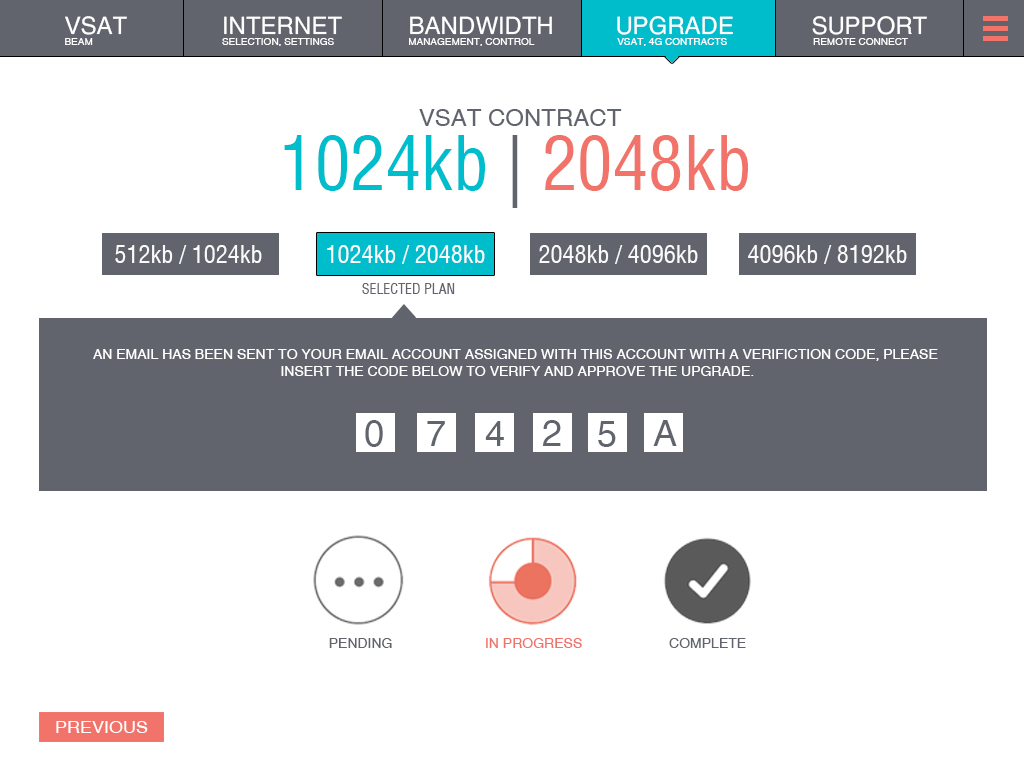 VSAT INTERNET BANDWIDTH UPGRADE SUPPORT
BEAM SELECTION, SETTINGS MANAGEMENT, CONTROL VSAT, 4G CONTRACTS REMOTE CONNECT
VSAT CONTRACT
1024kb | 2048kb
512kb / 1024kb 1024kb / 2048kb 2048kb / 4096kb 4096kb / 8192kb
SELECTED PLAN
AN EMAIL HAS BEEN SENT TO YOUR EMAIL ACCOUNT ASSIGNED WITH THIS ACCOUNT WITH A VERIFICTION CODE, PLEASE
INSERT THE CODE BELOW TO VERIFY AND APPROVE THE UPGRADE.
0 7 4 2 5 A
PENDING IN PROGRESS COMPLETE
PREVIOUS